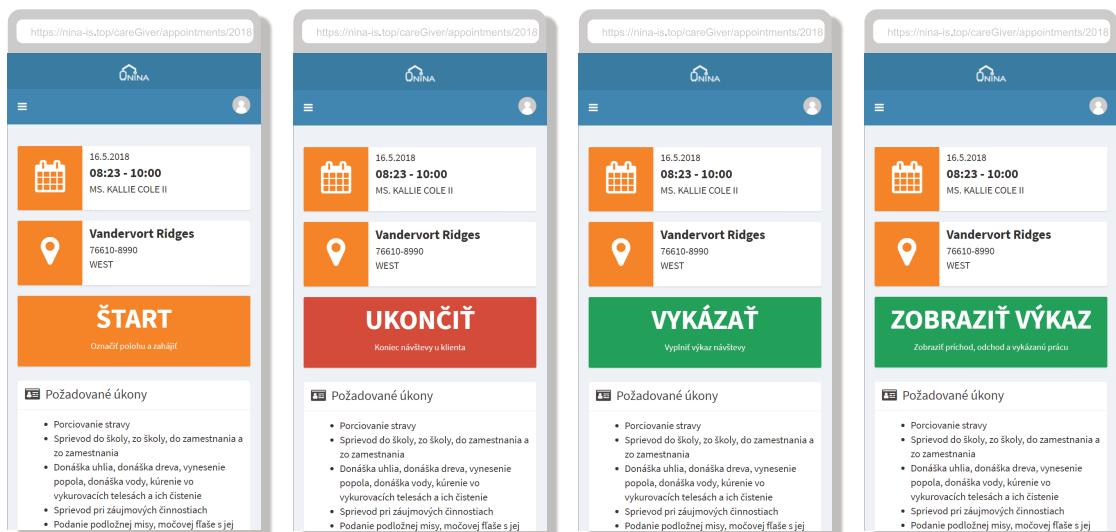 https://nina-is.top/careGiver/appointments/2018
NINA
16.5.2018
08:23 - 10:00
MS. KALLIE COLE II
Vandervort Ridges
76610-8990
WEST
ŠTART
Označiť polohu a zahájiť
Požadované úkony
• Porciovanie stravy
• Sprievod do školy, zo školy, do zamestnania a
zo zamestnania
• Donáška uhlia, donáška dreva, vynesenie
popola, donáška vody, kúrenie vo
vykurovacích telesách a ich čistenie
• Sprievod pri záujmových činnostiach
• Podanie podložnej misy, močovej fľaše s jej
https://nina-is.top/careGiver/appointments/2018
NINA
16.5.2018
08:23 - 10:00
MS. KALLIE COLE II
Vandervort Ridges
76610-8990
WEST
UKONČIŤ
Koniec návštevy u klienta
Požadované úkony
• Porciovanie stravy
• Sprievod do školy, zo školy, do zamestnania a
zo zamestnania
• Donáška uhlia, donáška dreva, vynesenie
popola, donáška vody, kúrenie vo
vykurovacích telesách a ich čistenie
• Sprievod pri záujmových činnostiach
• Podanie podložnej misy, močovej fľaše s jej
https://nina-is.top/careGiver/appointments/2018
NINA
16.5.2018
08:23 - 10:00
MS. KALLIE COLE II
Vandervort Ridges
76610-8990
WEST
VYKÁZAŤ
Vyplniť výkaz návštevy
Požadované úkony
• Porciovanie stravy
• Sprievod do školy, zo školy, do zamestnania a
zo zamestnania
• Donáška uhlia, donáška dreva, vynesenie
popola, donáška vody, kúrenie vo
vykurovacích telesách a ich čistenie
• Sprievod pri záujmových činnostiach
• Podanie podložnej misy, močovej fľaše s jej
https://nina-is.top/careGiver/appointments/2018
NINA
16.5.2018
08:23 - 10:00
MS. KALLIE COLE II
Vandervort Ridges
76610-8990
WEST
ZOBRAZIŤ VÝKAZ
Zobraziť príchod, odchod a vykázanú prácu
Požadované úkony
• Porciovanie stravy
• Sprievod do školy, zo školy, do zamestnania a
zo zamestnania
• Donáška uhlia, donáška dreva, vynesenie
popola, donáška vody, kúrenie vo
vykurovacích telesách a ich čistenie
• Sprievod pri záujmových činnostiach
• Podanie podložnej misy, močovej fľaše s jej